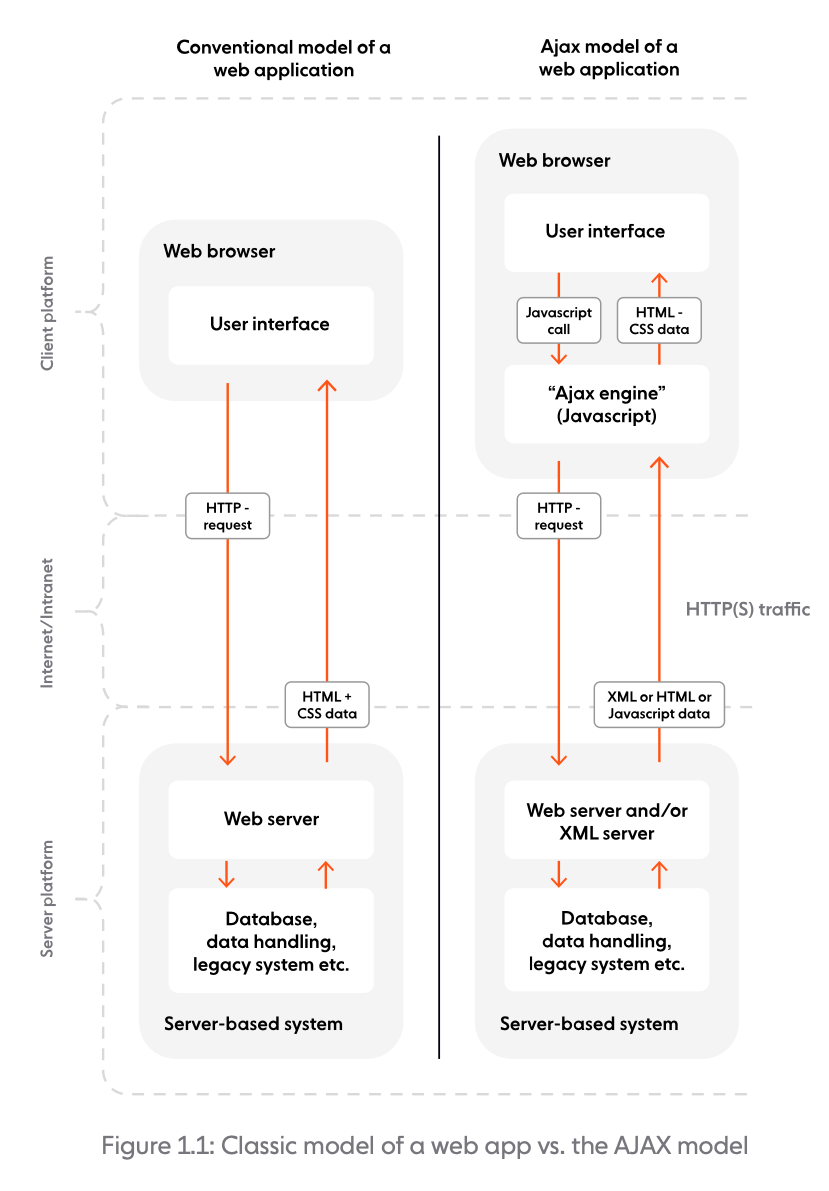 Conventional model of a
web application
Ajax model of a
web application
Client platform
Web browser
User interface
HTTP -
request
HTML +
CSS data
Web browser
User interface
Javascript
call
HTML -
CSS data
“Ajax engine”
(Javascript)
HTTP -
request
Internet/Intranet
HTTP(S) traffic
XML or HTML or
Javascript data
Server platform
Web server
Database,
data handling,
legacy system etc.
Server-based system
Web server and/or
XML server
Database,
data handling,
legacy system etc.
Server-based system
Figure 1.1: Classic model of a web app vs. the AJAX model